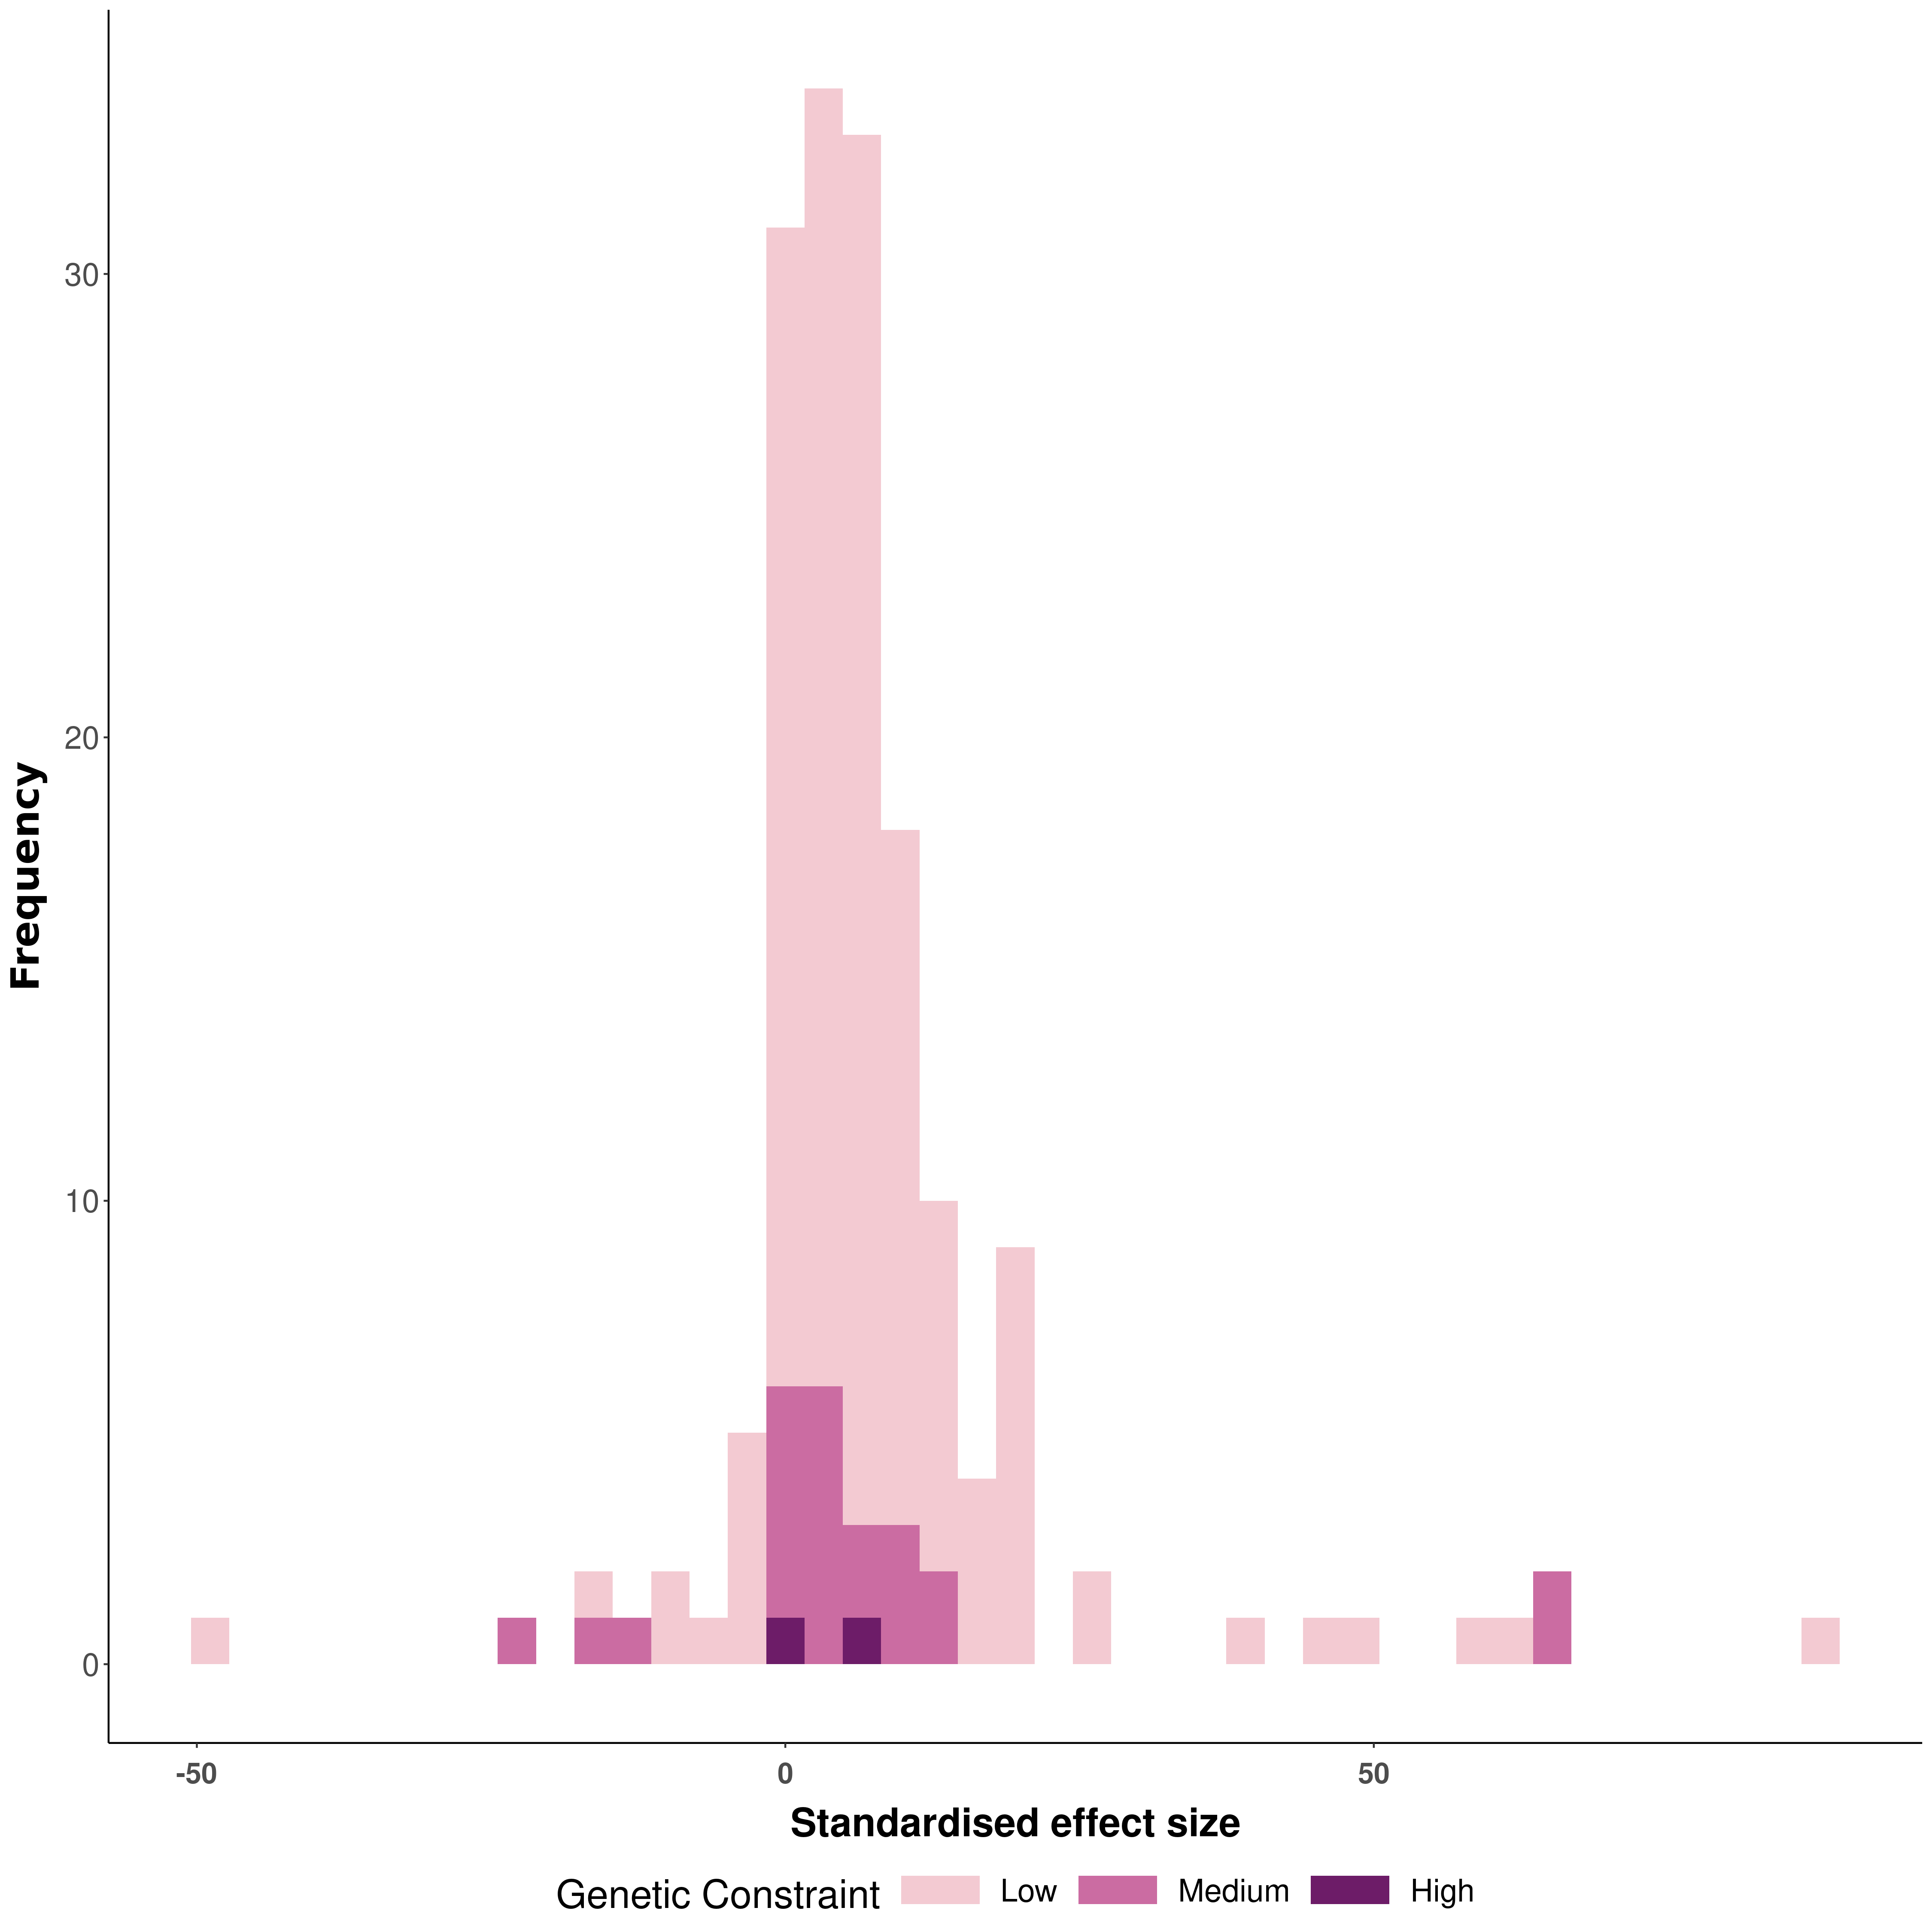 30
20
10
0
Frequency
-50 0 50
Standardised effect size
Genetic Constraint Low Medium High